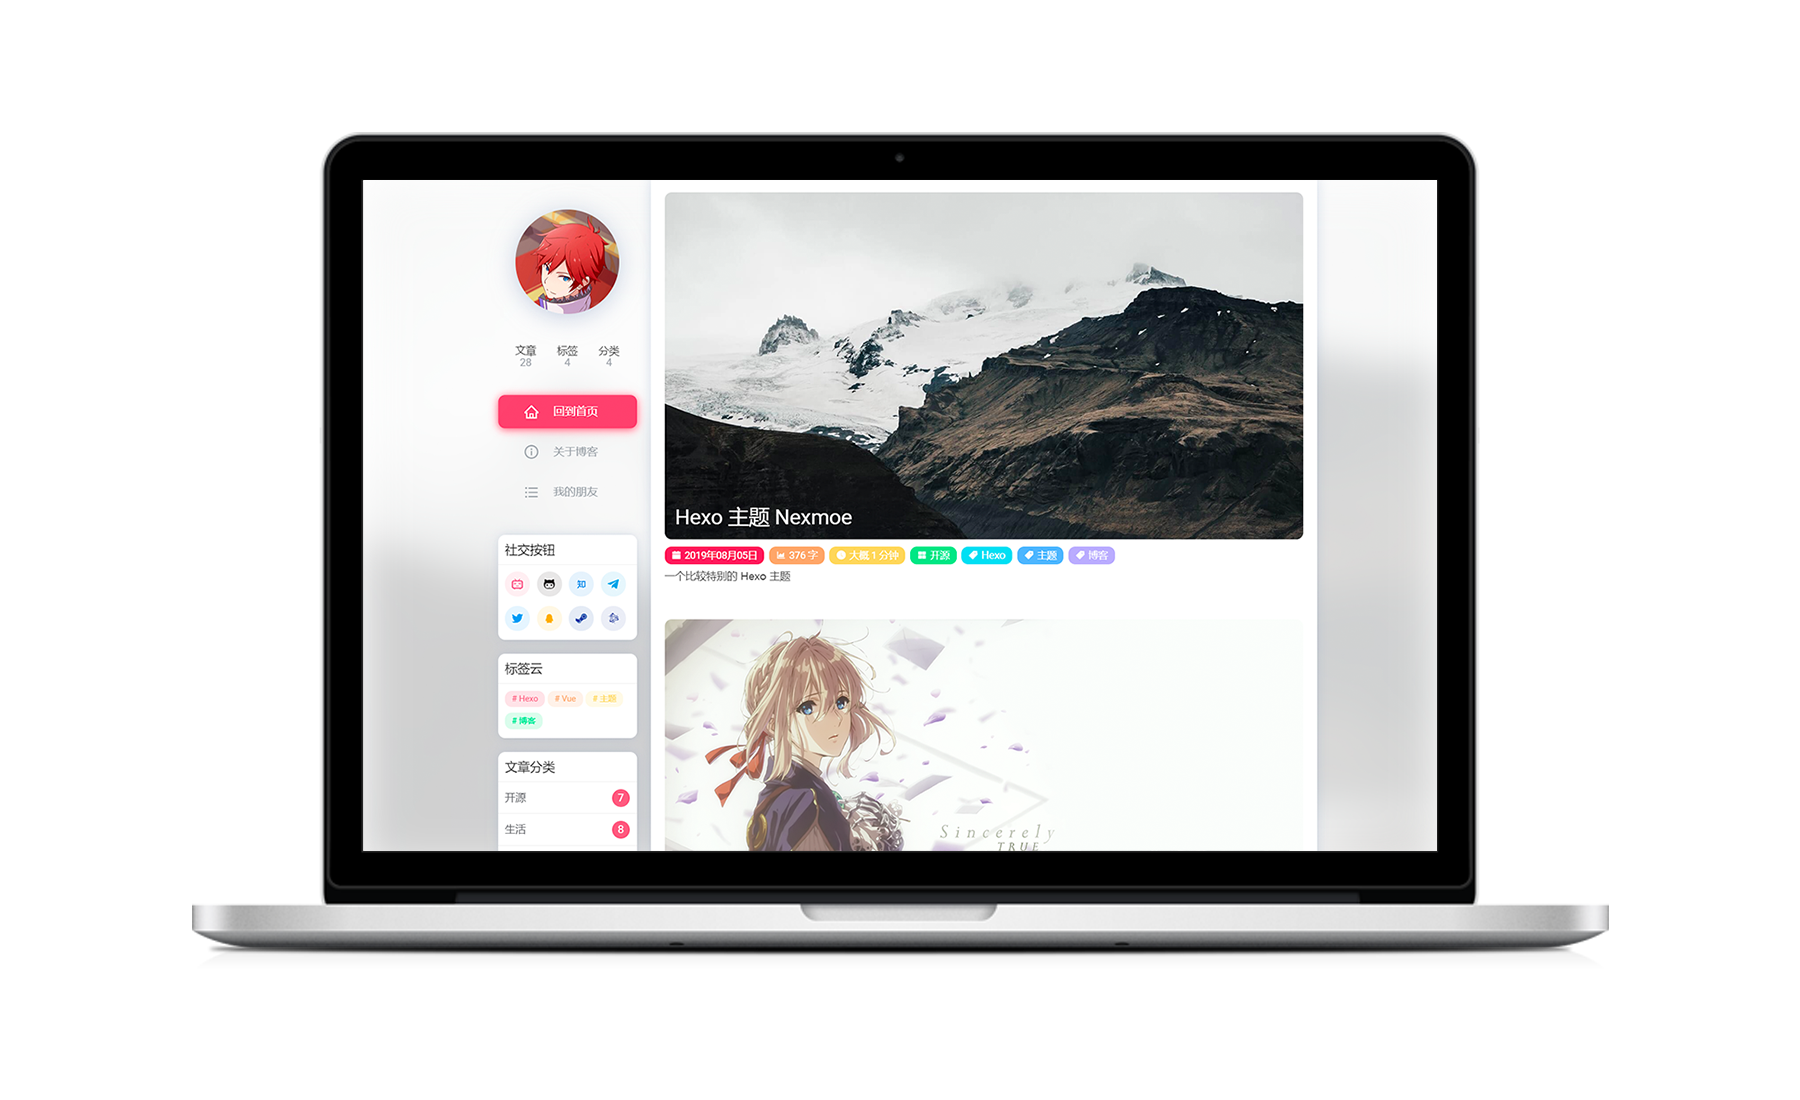 文章 标签 分类
28 4 4
回到首页
关于博客
我的朋友
社交按钮
知
标签云
# Hexo # Vue # 主题
# 博客
文章分类
开源 7
生活 8
Hexo 主题 Nexmoe
2019年08月05日 376 字 大概 1 分钟 开源 Hexo 主题 博客
一个比较特别的 Hexo 主题
Sincerely
TRUE